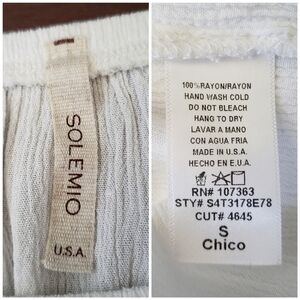 SOLEMIO
U.S.A.
100% RAYON/RAYON
HAND WASH COLD
DO NOT BLEACH
HANG TO DRY
LAVAR A MANO
CON AGUA FRIA
MADE IN U.S.A.
HECHO EN E.U.A.
RN# 107363
STY# S4T3178E78
CUT# 4645
S
Chico